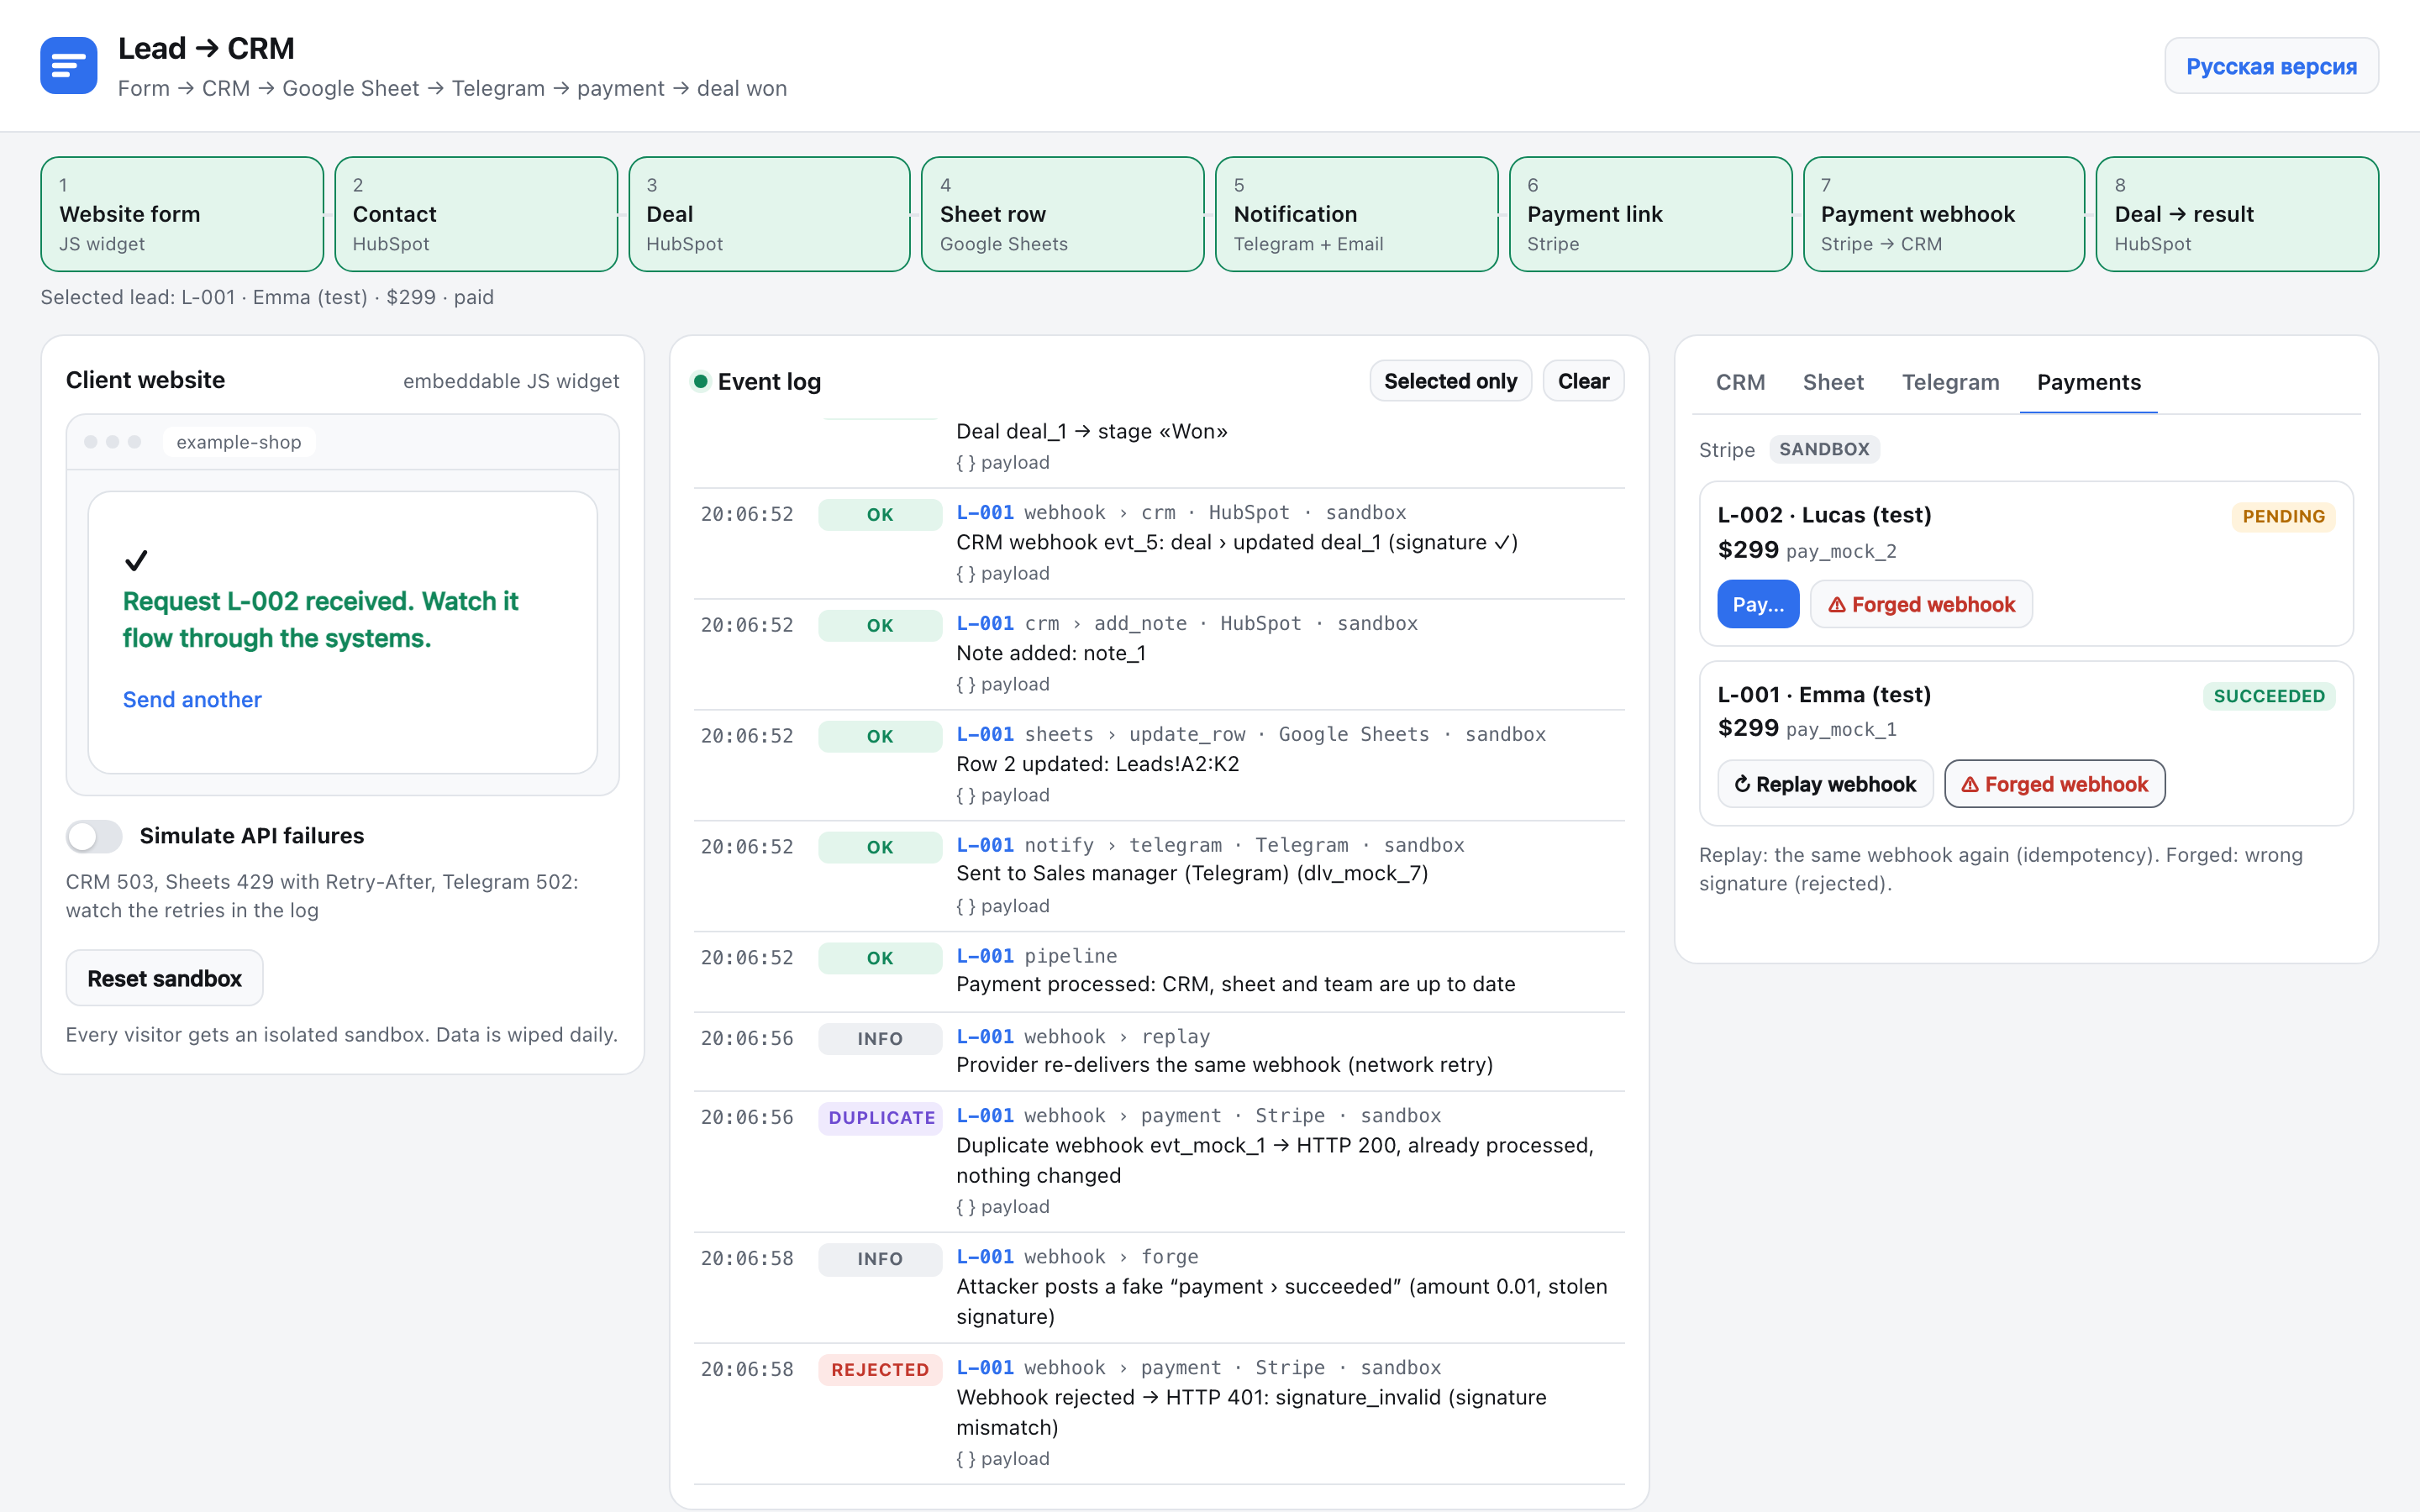 Lead → CRM
Form → CRM → Google Sheet → Telegram → payment → deal won
Русская версия
1
Website form
JS widget
2
Contact
HubSpot
3
Deal
HubSpot
4
Sheet row
Google Sheets
5
Notification
Telegram + Email
6
Payment link
Stripe
7
Payment webhook
Stripe → CRM
8
Deal → result
HubSpot
Selected lead: L-001 · Emma (test) · $299 · paid
Client website
embeddable JS widget
example-shop
✓
Request L-002 received. Watch it
flow through the systems.
Send another
Simulate API failures
CRM 503, Sheets 429 with Retry-After, Telegram 502:
watch the retries in the log
Reset sandbox
Every visitor gets an isolated sandbox. Data is wiped daily.
Event log
Selected only
Clear
Deal deal_1 → stage «Won»
{ } payload
20:06:52 OK L-001 webhook › crm · HubSpot · sandbox
CRM webhook evt_5: deal › updated deal_1 (signature ✓)
{ } payload
20:06:52 OK L-001 crm › add_note · HubSpot · sandbox
Note added: note_1
{ } payload
20:06:52 OK L-001 sheets › update_row · Google Sheets · sandbox
Row 2 updated: Leads!A2:K2
{ } payload
20:06:52 OK L-001 notify › telegram · Telegram · sandbox
Sent to Sales manager (Telegram) (dlv_mock_7)
{ } payload
20:06:52 OK L-001 pipeline
Payment processed: CRM, sheet and team are up to date
20:06:56 INFO L-001 webhook › replay
Provider re-delivers the same webhook (network retry)
20:06:56 DUPLICATE L-001 webhook › payment · Stripe · sandbox
Duplicate webhook evt_mock_1 → HTTP 200, already processed,
nothing changed
{ } payload
20:06:58 INFO L-001 webhook › forge
Attacker posts a fake “payment › succeeded” (amount 0.01, stolen
signature)
20:06:58 REJECTED L-001 webhook › payment · Stripe · sandbox
Webhook rejected → HTTP 401: signature_invalid (signature
mismatch)
{ } payload
CRM
Sheet
Telegram
Payments
Stripe SANDBOX
L-002 · Lucas (test)
PENDING
$299 pay_mock_2
Pay...
⚠ Forged webhook
L-001 · Emma (test)
SUCCEEDED
$299 pay_mock_1
↻ Replay webhook
⚠ Forged webhook
Replay: the same webhook again (idempotency). Forged: wrong
signature (rejected).